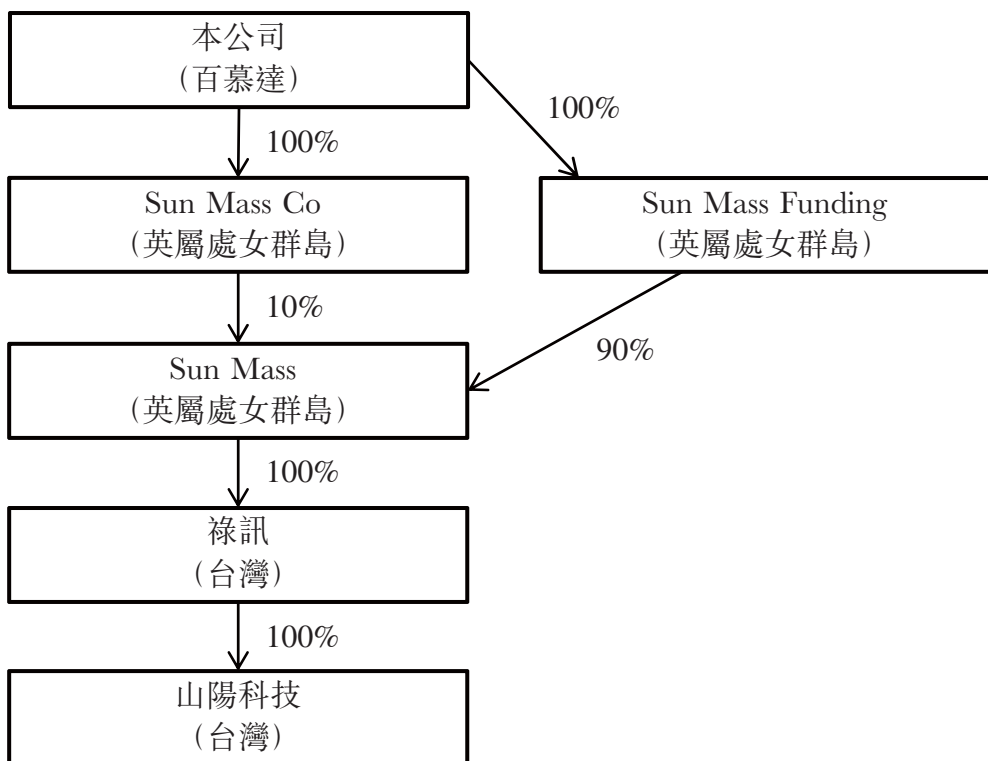 本公司
（百慕達）
100%
100%
Sun Mass Co
（英屬處女群島）
Sun Mass Funding
（英屬處女群島）
10%
90%
Sun Mass
（英屬處女群島）
100%
祿訊
（台灣）
100%
山陽科技
（台灣）